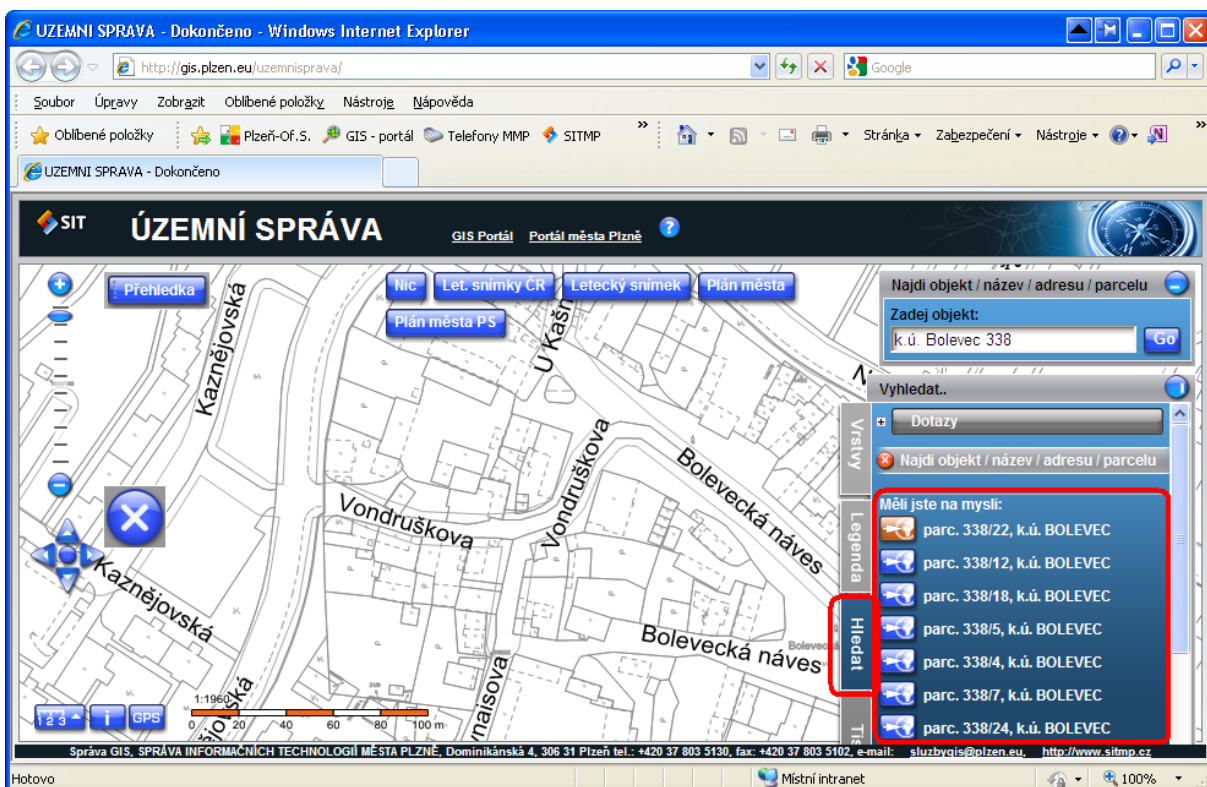 UZEMNI SPRAVA - Dokončeno - Windows Internet Explorer
http://gis.plzen.eu/uzemnisprava/
Google
Soubor Úpravy Zobrazit Oblíbené položky Nástroje Nápověda
Oblíbené položky Plzeň-Of.S. GIS - portál Telefony MMP SITMP » Stránka Zabezpečení Nástroje »
UZEMNI SPRAVA - Dokončeno
SIT ÚZEMNÍ SPRÁVA GIS Portál Portál města Plzně ?
Přehledka
Nic Let. snímky ČR Letecký snímek Plán města
Plán města PS
Najdi objekt / název / adresu / parcelu
Zadej objekt:
k.ú. Bolevec 338 Go
Vyhledat..
Dotazy
Najdi objekt / název / adresu / parcelu
Měli jste na mysli:
parc. 338/22, k.ú. BOLEVEC
parc. 338/12, k.ú. BOLEVEC
parc. 338/18, k.ú. BOLEVEC
parc. 338/5, k.ú. BOLEVEC
parc. 338/4, k.ú. BOLEVEC
parc. 338/7, k.ú. BOLEVEC
parc. 338/24, k.ú. BOLEVEC
Vrstvy
Legenda
Hledat
Tis
Kaznějovská
U Kašn
Vondruškova
Vondruškova
Bolevecká náves
Kaznějovská
Bolevecká náves
1:1960
0 20 40 60 80 100 m
1 2 3 i GPS
Správa GIS, SPRÁVA INFORMAČNÍCH TECHNOLOGIÍ MĚSTA PLZNĚ, Dominikánská 4, 306 31 Plzeň tel.: +420 37 803 5130, fax: +420 37 803 5102, e-mail: sluzbygis@plzen.eu, http://www.sitmp.cz
Hotovo Místní intranet 100%